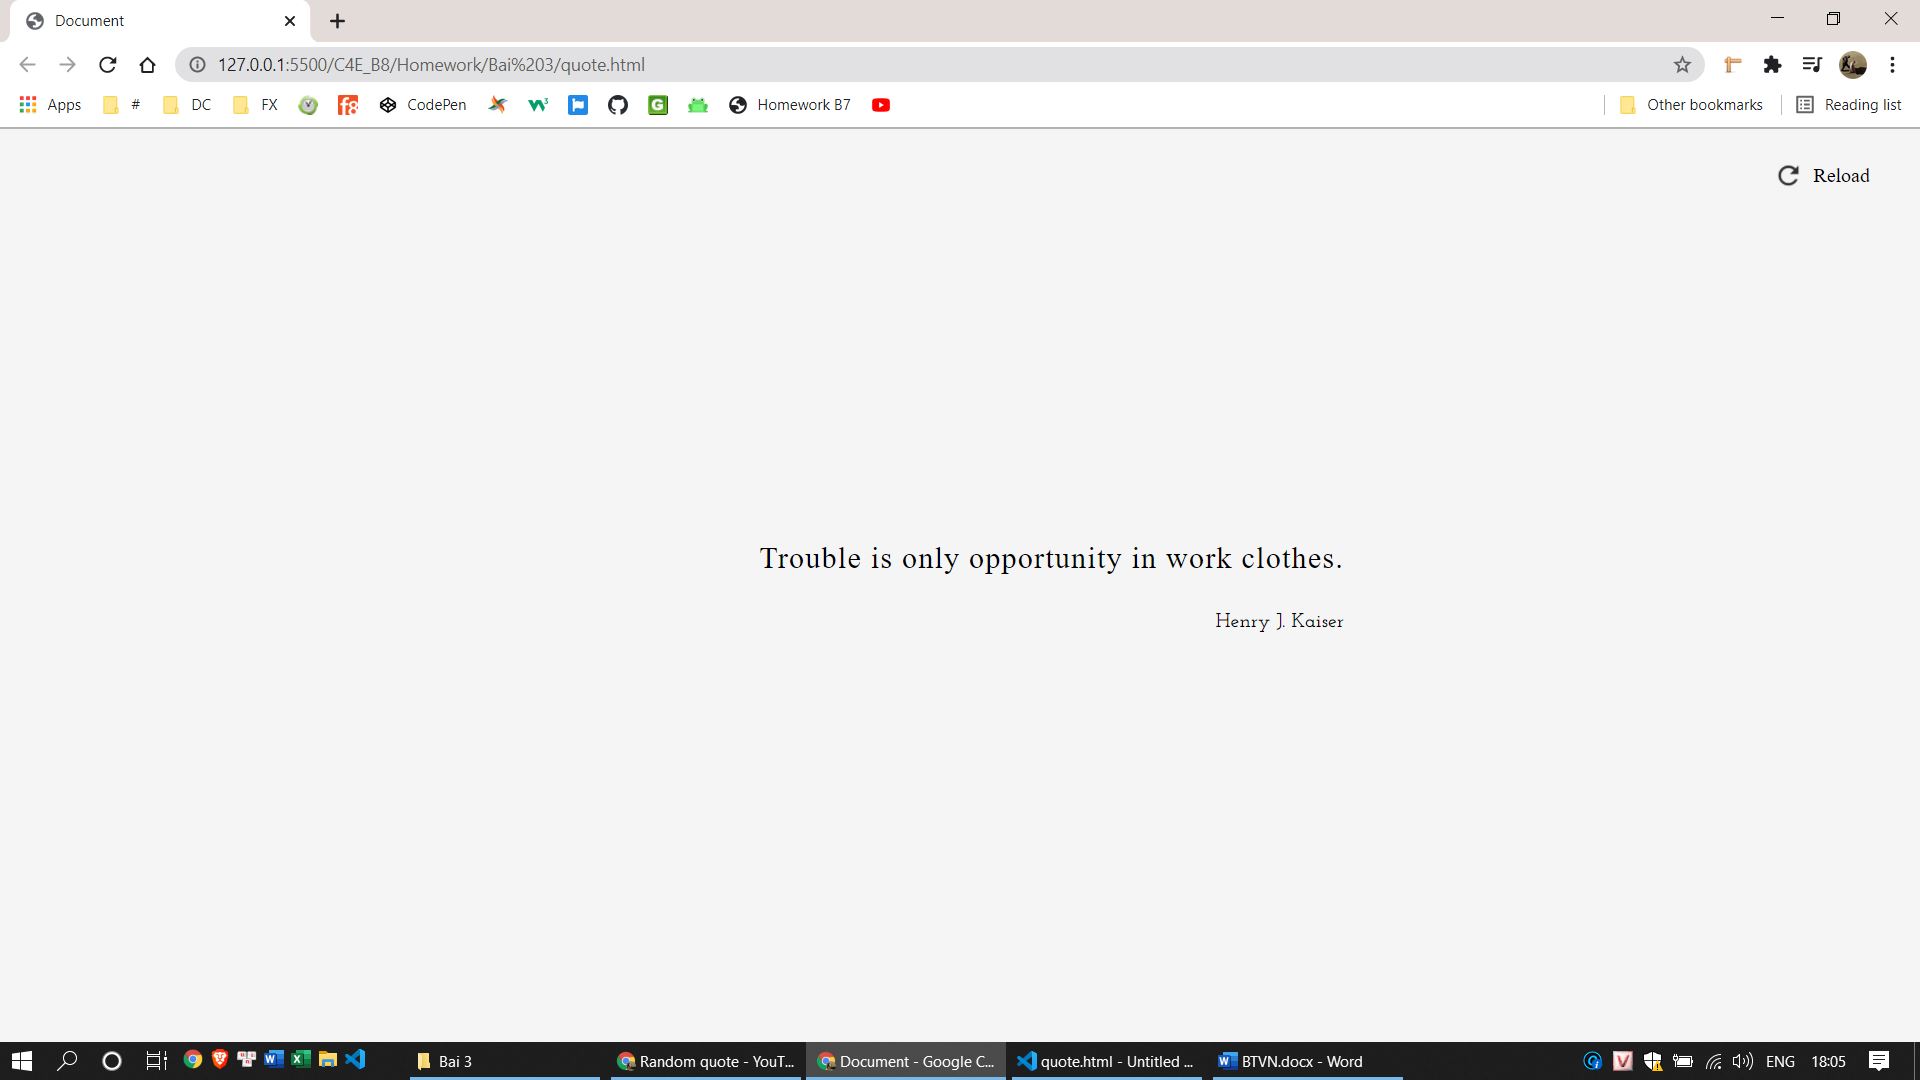 Document
127.0.0.1:5500/C4E_B8/Homework/Bai%203/quote.html
Apps # DC FX f8 CodePen w3 G Homework B7 Other bookmarks Reading list
Reload
Trouble is only opportunity in work clothes.
Henry J. Kaiser
Bai 3 Random quote - YouT... Document - Google C... quote.html - Untitled ... BTVN.docx - Word V ENG 18:05